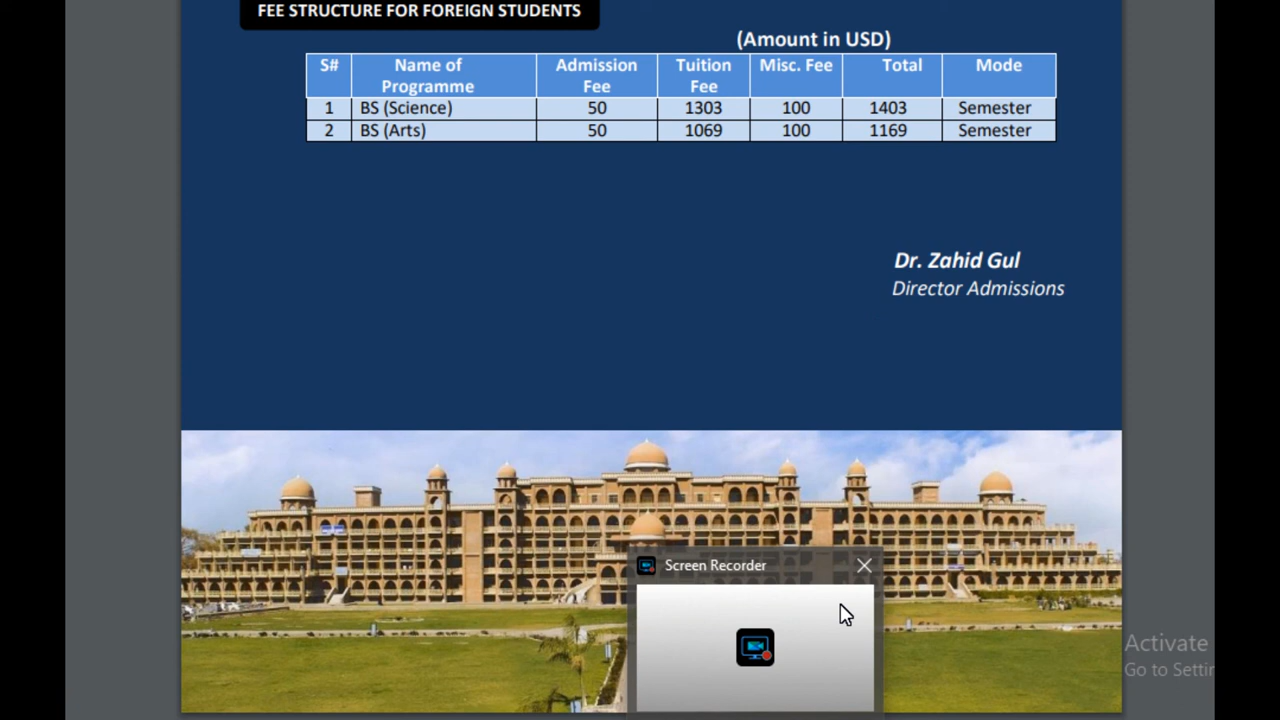 FEE STRUCTURE FOR FOREIGN STUDENTS
(Amount in USD)
S# Name of Programme Admission Fee Tuition Fee Misc. Fee Total Mode
1 BS (Science) 50 1303 100 1403 Semester
2 BS (Arts) 50 1069 100 1169 Semester
Dr. Zahid Gul
Director Admissions
Screen Recorder
Activate
Go to Settin